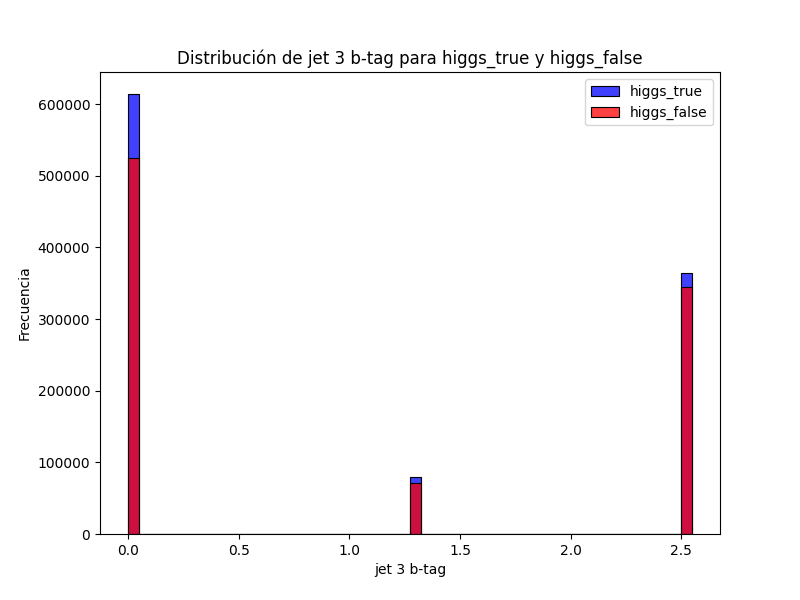 Distribución de jet 3 b-tag para higgs_true y higgs_false
higgs_true
higgs_false
Frecuencia
600000
500000
400000
300000
200000
100000
0
0.0 0.5 1.0 1.5 2.0 2.5
jet 3 b-tag